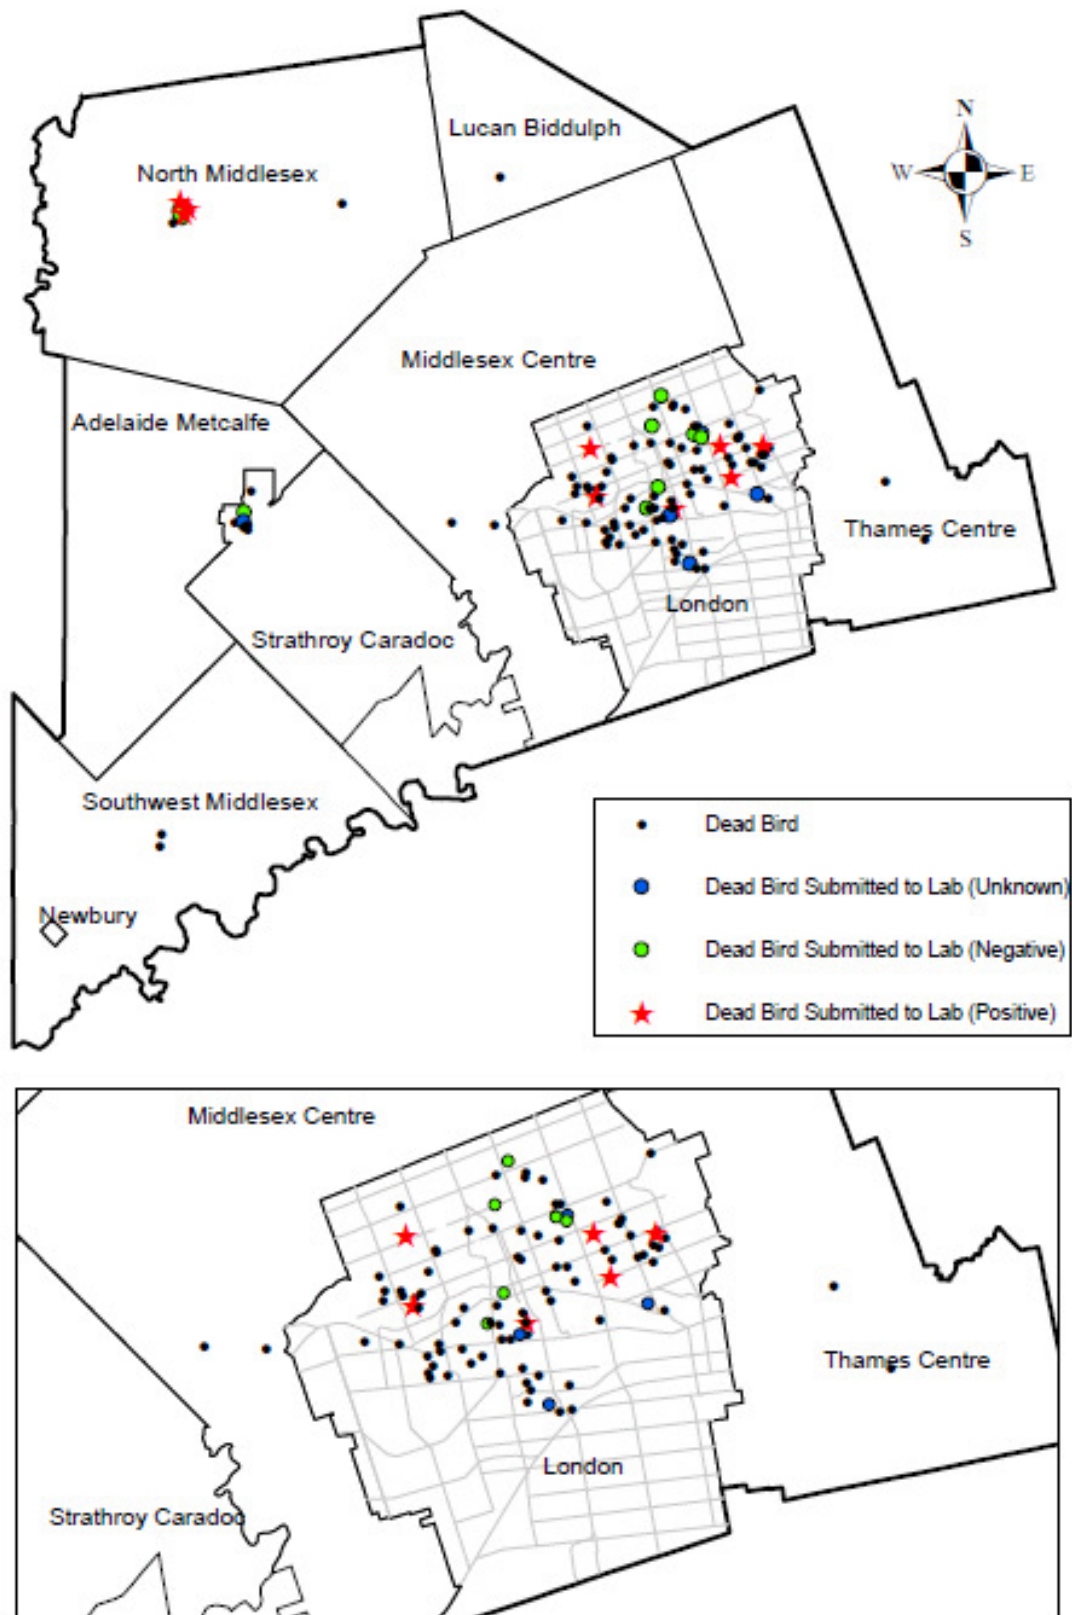 Lucan Biddulph
N
North Middlesex
W
E
S
Middlesex Centre
Adelaide Metcalfe
Thames Centre
London
Strathroy Caradoc
Southwest Middlesex
Dead Bird
Dead Bird Submitted to Lab (Unknown)
Newbury
Dead Bird Submitted to Lab (Negative)
Dead Bird Submitted to Lab (Positive)
Middlesex Centre
Thames Centre
London
Strathroy Caradoc